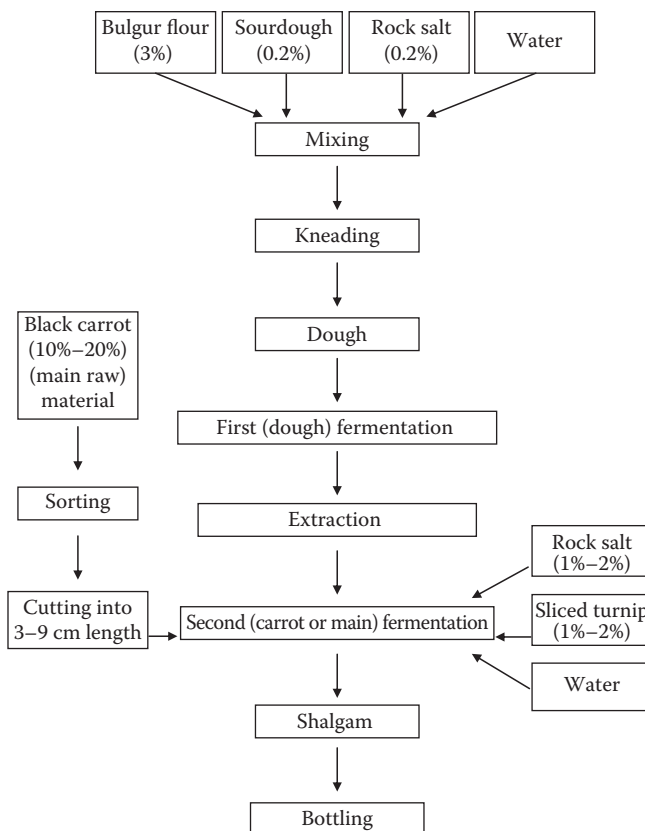 Bulgur flour
(3%)
Sourdough
(0.2%)
Rock salt
(0.2%)
Water
Mixing
Kneading
Dough
Black carrot
(10%–20%)
(main raw)
material
First (dough) fermentation
Sorting
Extraction
Rock salt
(1%–2%)
Cutting into
3–9 cm length
Second (carrot or main) fermentation
Sliced turnip
(1%–2%)
Water
Shalgam
Bottling